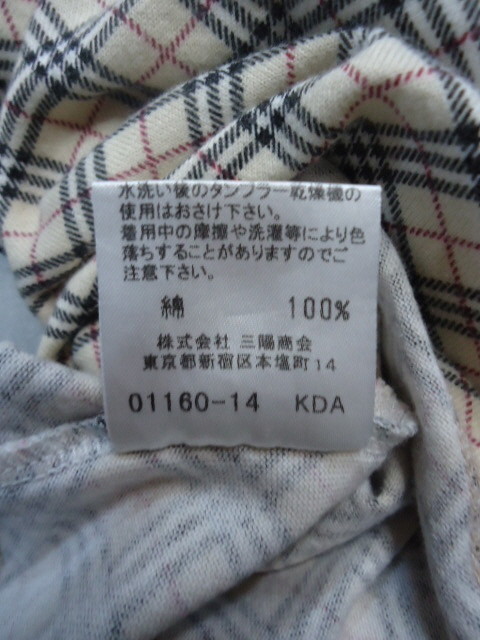 水洗い後のタンブラー乾燥機の
使用はおさけ下さい。
着用中の摩擦や洗濯等により色
落ちすることがありますのでご
注意下さい。
綿 100%
株式会社 三陽商会
東京都新宿区本塩町14
01160-14 KDA